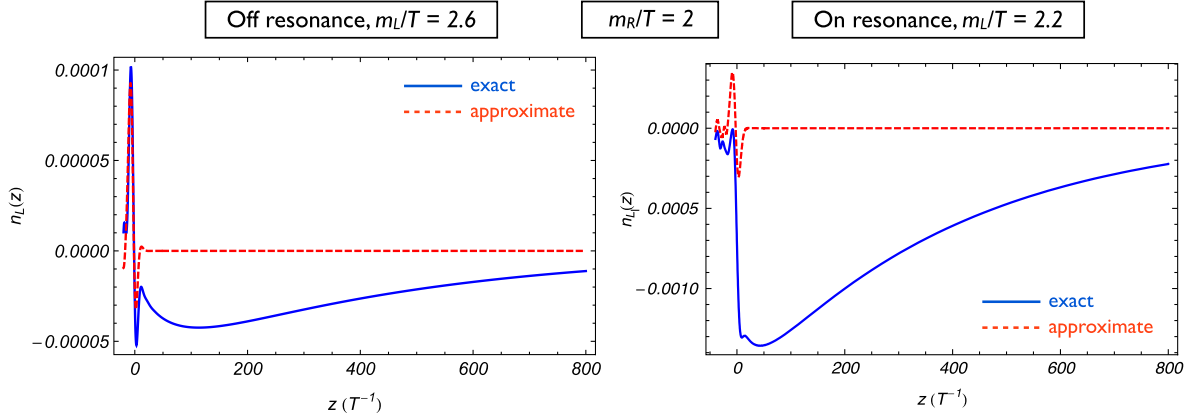 Off resonance, m_L/T = 2.6
m_R/T = 2
On resonance, m_L/T = 2.2
0.0001
0.00005
0.0000
−0.00005
n_L(z)
exact
approximate
0
200
400
600
800
z (T⁻¹)
0.0000
0.0005
−0.0010
n_L(z)
exact
approximate
0
200
400
600
800
z (T⁻¹)